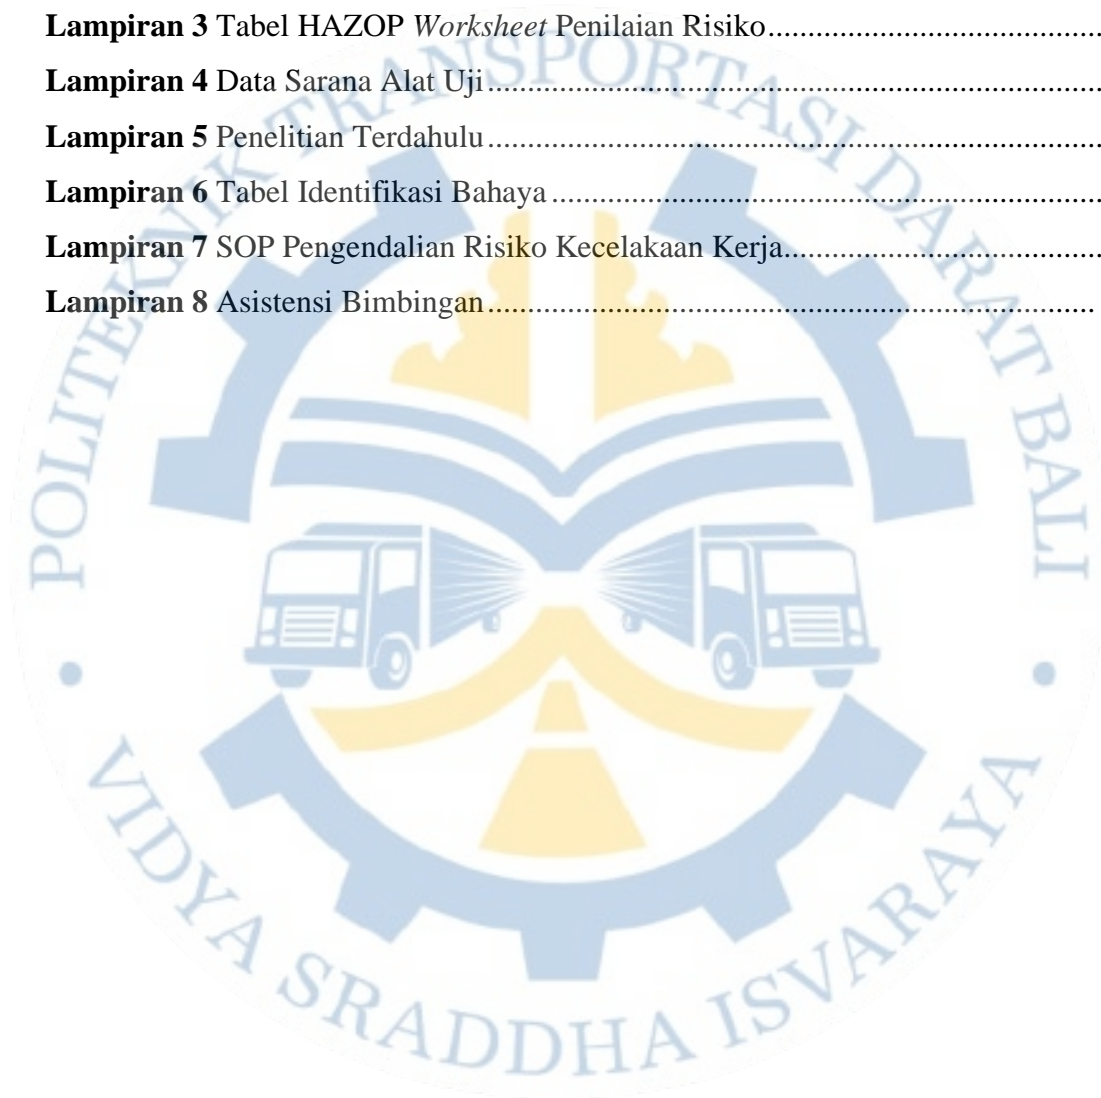 Lampiran 3 Tabel HAZOP Worksheet Penilaian Risiko..........................................
Lampiran 4 Data Sarana Alat Uji..............................................................................
Lampiran 5 Penelitian Terdahulu..............................................................................
Lampiran 6 Tabel Identifikasi Bahaya......................................................................
Lampiran 7 SOP Pengendalian Risiko Kecelakaan Kerja........................................
Lampiran 8 Asistensi Bimbingan..............................................................................
POLITEKNIK TRANSPORTASI DARAT BALI
VIDYA SRADDHA ISVARAYA